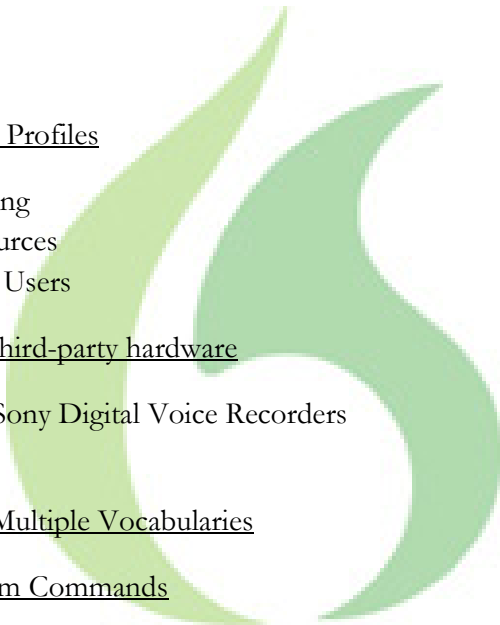 Profiles
ng
urces
Users
hird-party hardware
Sony Digital Voice Recorders
Multiple Vocabularies
m Commands